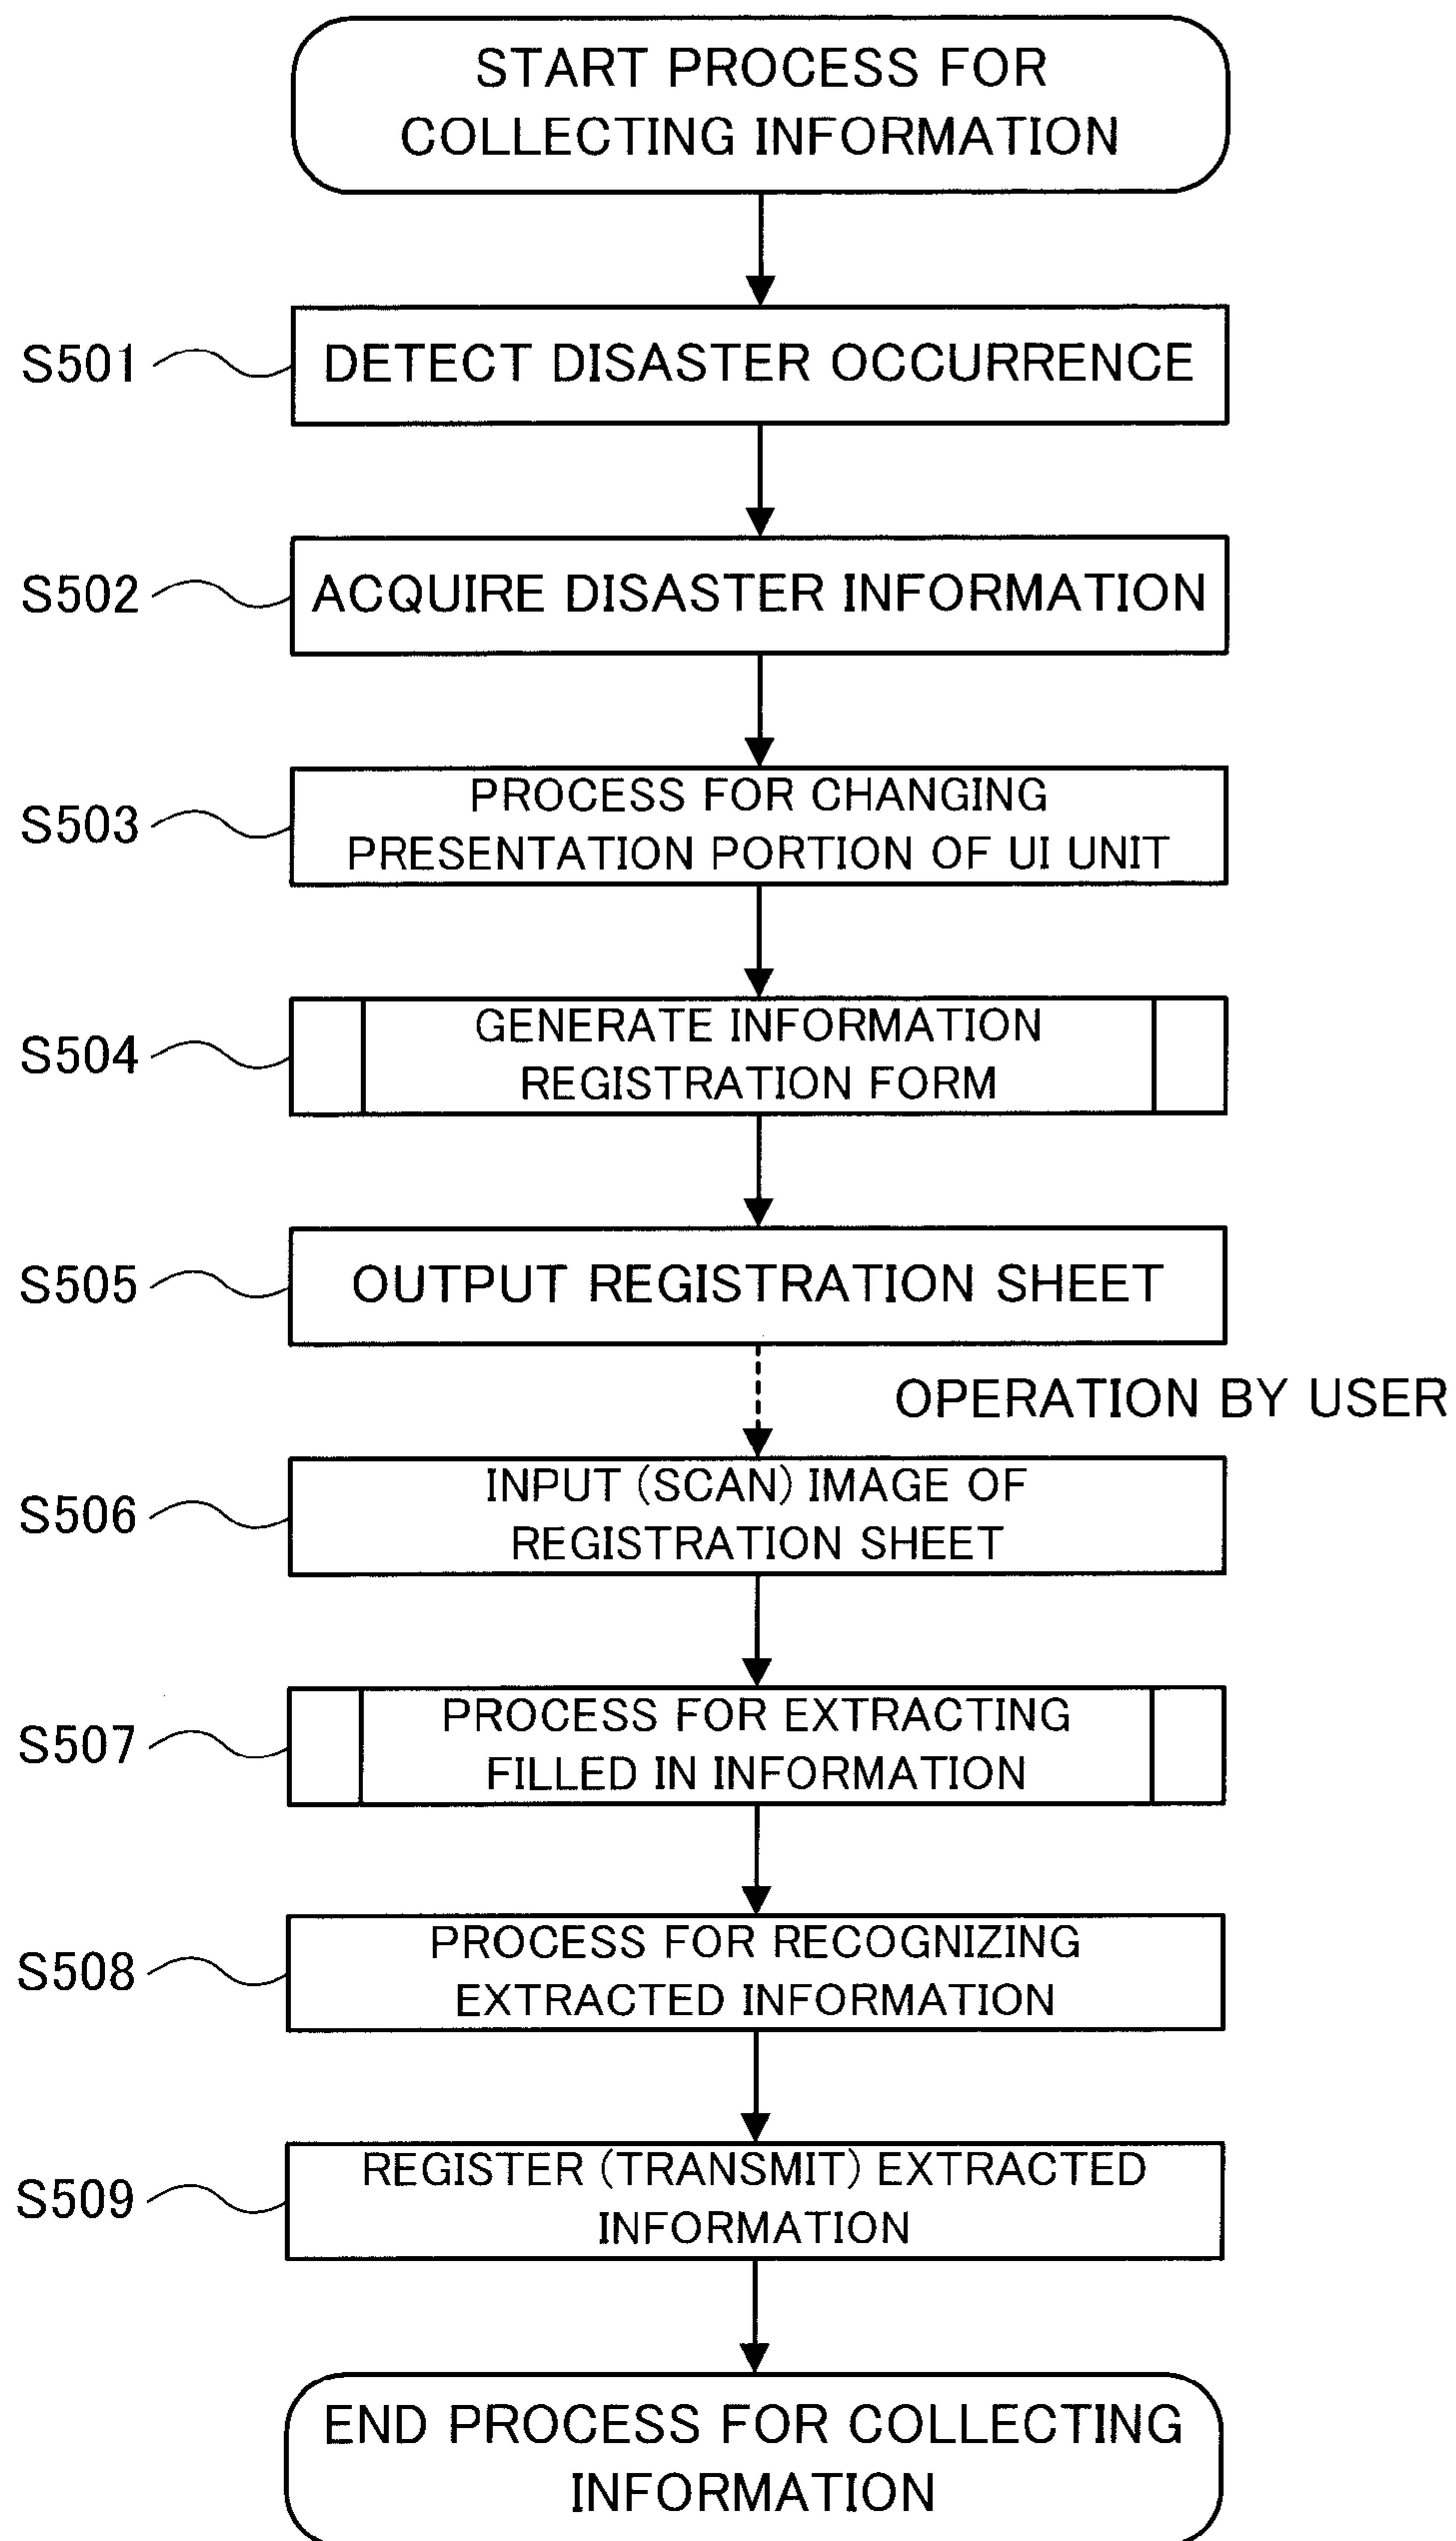 START PROCESS FOR
COLLECTING INFORMATION
S501
DETECT DISASTER OCCURRENCE
S502
ACQUIRE DISASTER INFORMATION
S503
PROCESS FOR CHANGING
PRESENTATION PORTION OF UI UNIT
S504
GENERATE INFORMATION
REGISTRATION FORM
S505
OUTPUT REGISTRATION SHEET
OPERATION BY USER
S506
INPUT (SCAN) IMAGE OF
REGISTRATION SHEET
S507
PROCESS FOR EXTRACTING
FILLED IN INFORMATION
S508
PROCESS FOR RECOGNIZING
EXTRACTED INFORMATION
S509
REGISTER (TRANSMIT) EXTRACTED
INFORMATION
END PROCESS FOR COLLECTING
INFORMATION